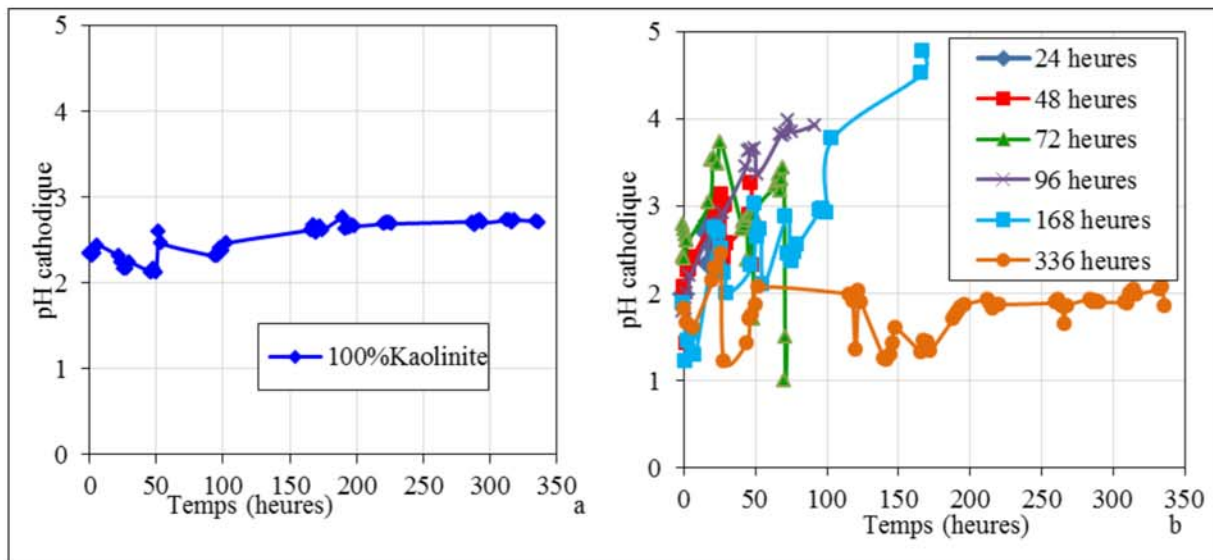 5
4
3
2
1
0
pH cathodique
100%Kaolinite
0 50 100 150 200 250 300 350
Temps (heures)
a
5
4
3
2
1
0
pH cathodique
24 heures
48 heures
72 heures
96 heures
168 heures
336 heures
0 50 100 150 200 250 300 350
Temps (heures)
b